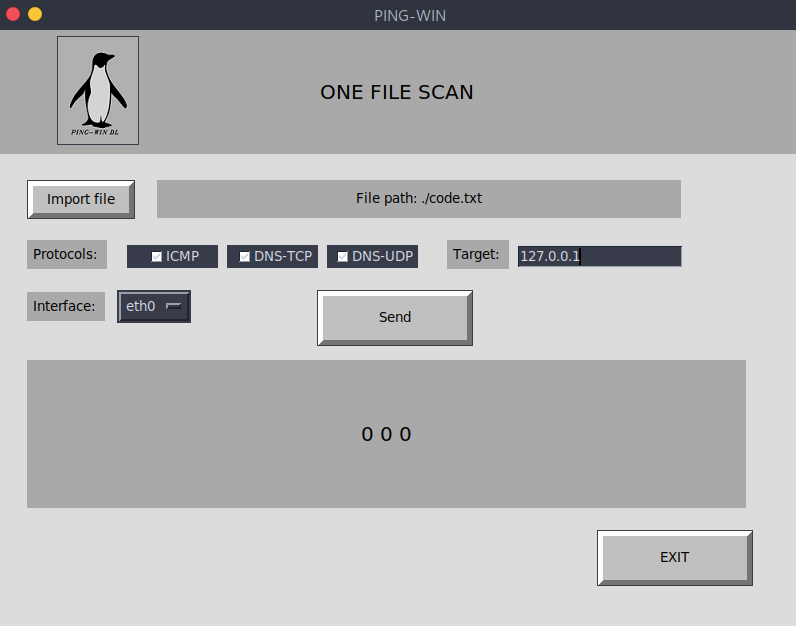 PING-WIN
PING-WIN DL
ONE FILE SCAN
Import file
File path: ./code.txt
Protocols:
ICMP
DNS-TCP
DNS-UDP
Target:
127.0.0.1
Interface:
eth0
Send
0 0 0
EXIT